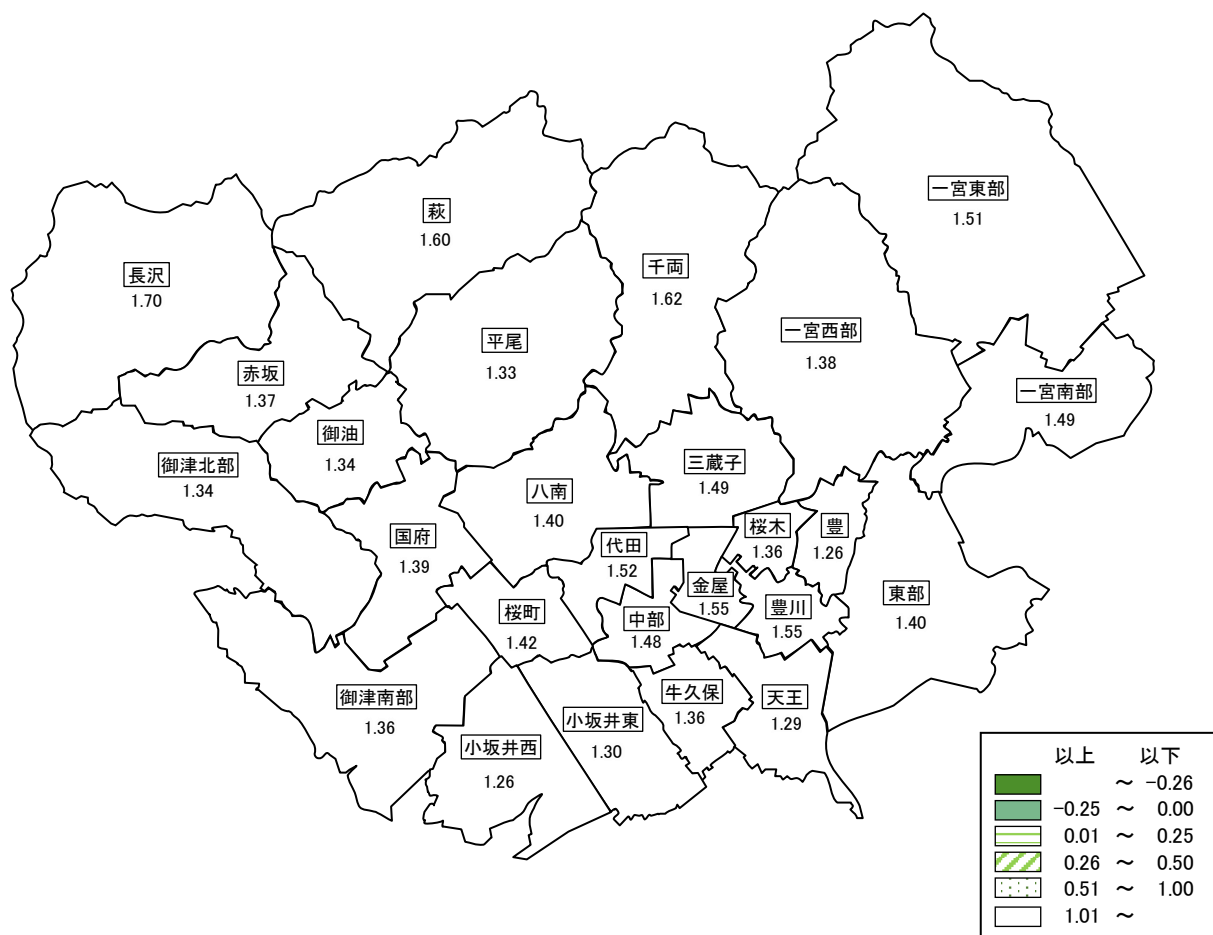 一宮東部
1.51
萩
1.60
長沢
1.70
千両
1.62
平尾
1.33
一宮西部
1.38
赤坂
1.37
一宮南部
1.49
御油
1.34
御津北部
1.34
三蔵子
1.49
八南
1.40
国府
1.39
代田
1.52
桜木
1.36
豊
1.26
金屋
1.55
豊川
1.55
東部
1.40
桜町
1.42
中部
1.48
御津南部
1.36
牛久保
1.36
天王
1.29
小坂井東
1.30
小坂井西
1.26
以上 以下
～ -0.26
-0.25 ～ 0.00
0.01 ～ 0.25
0.26 ～ 0.50
0.51 ～ 1.00
1.01 ～